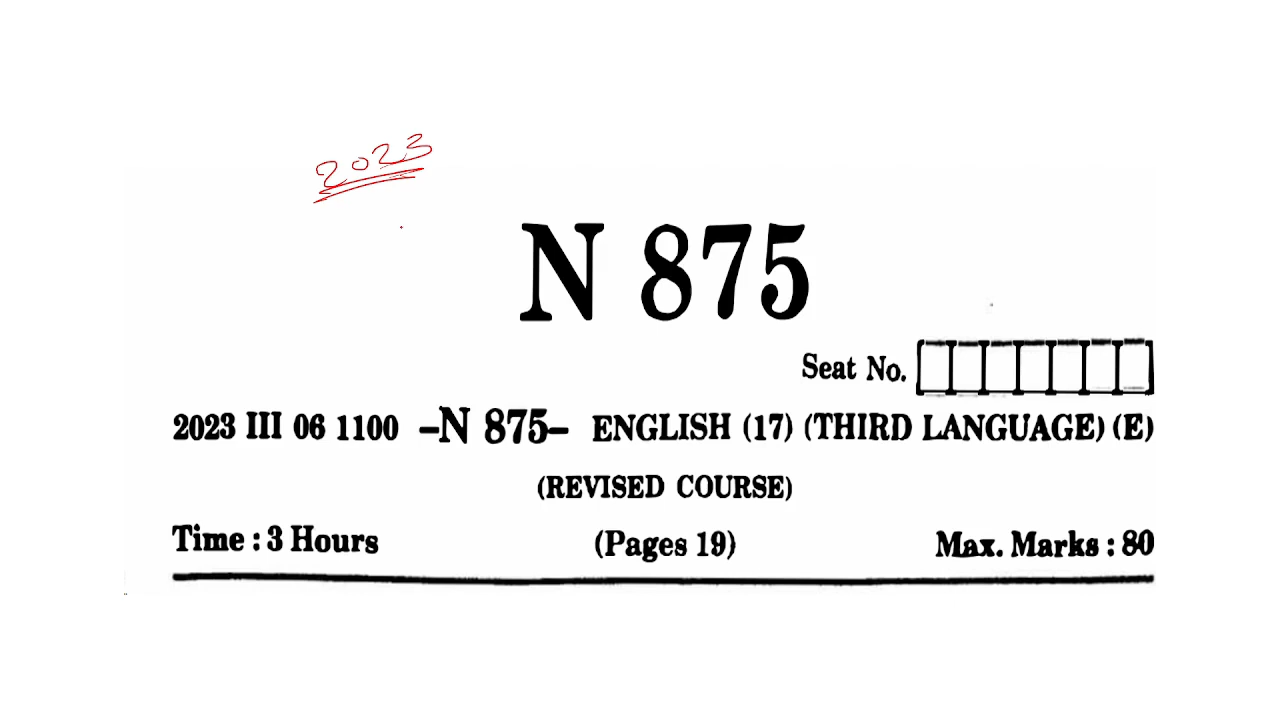 2023
N 875
Seat No.
2023 III 06 1100 –N 875– ENGLISH (17) (THIRD LANGUAGE) (E)
(REVISED COURSE)
Time : 3 Hours (Pages 19) Max. Marks : 80